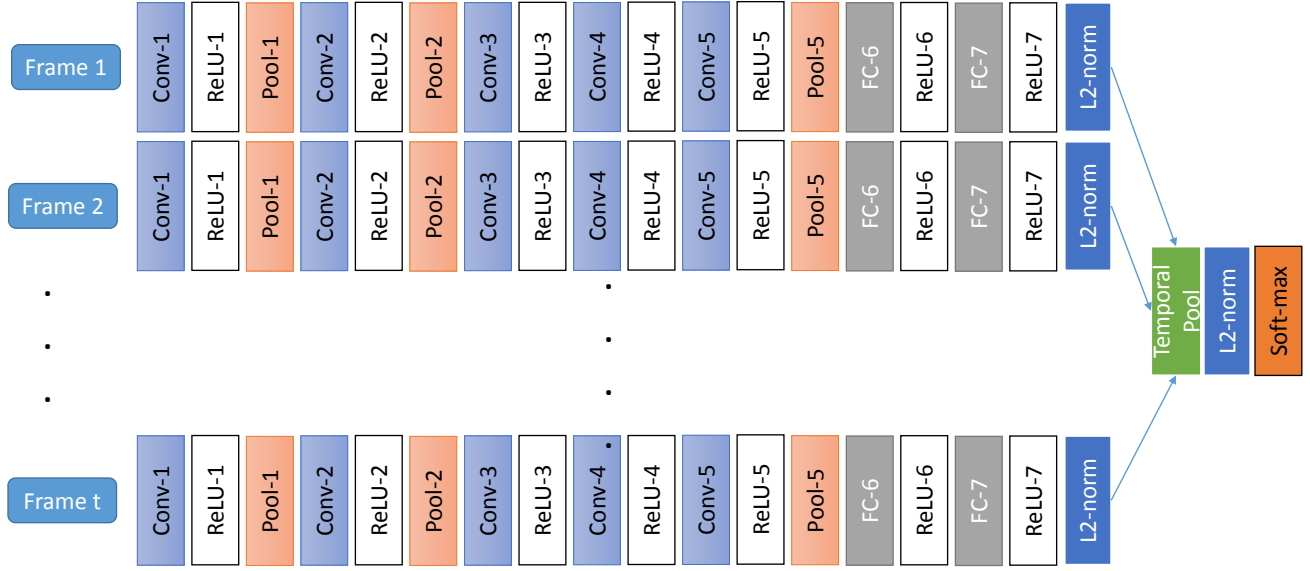 Frame 1
Conv-1
ReLU-1
Pool-1
Conv-2
ReLU-2
Pool-2
Conv-3
ReLU-3
Conv-4
ReLU-4
Conv-5
ReLU-5
Pool-5
FC-6
ReLU-6
FC-7
ReLU-7
L2-norm
Frame 2
Conv-1
ReLU-1
Pool-1
Conv-2
ReLU-2
Pool-2
Conv-3
ReLU-3
Conv-4
ReLU-4
Conv-5
ReLU-5
Pool-5
FC-6
ReLU-6
FC-7
ReLU-7
L2-norm
Frame t
Conv-1
ReLU-1
Pool-1
Conv-2
ReLU-2
Pool-2
Conv-3
ReLU-3
Conv-4
ReLU-4
Conv-5
ReLU-5
Pool-5
FC-6
ReLU-6
FC-7
ReLU-7
L2-norm
Temporal
Pool
L2-norm
Soft-max